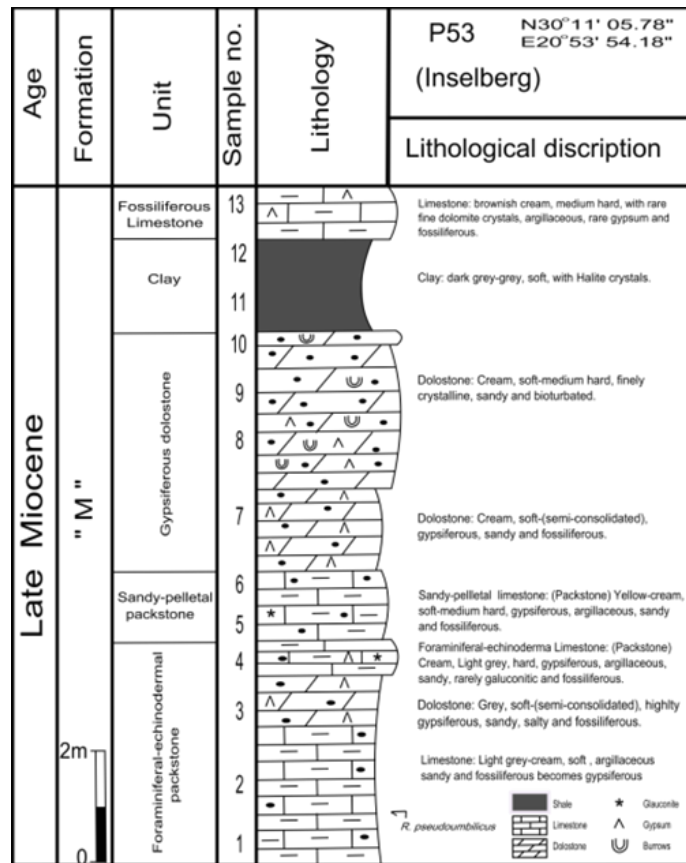 Age
Formation
Unit
Sample no.
Lithology
P53
N30°11' 05.78"
E20°53' 54.18"
(Inselberg)
Lithological discription
Late Miocene
"M"
Fossiliferous
Limestone
Clay
Gypsiferous dolostone
Sandy-pelletal
packstone
Foraminiferal-echinodermal
packstone
13
12
11
10
9
8
7
6
5
4
3
2
1
2m
0
Limestone: brownish cream, medium hard, with rare
fine dolomite crystals, argillaceous, rare gypsum and
fossiliferous.
Clay: dark grey-grey, soft, with Halite crystals.
Dolostone: Cream, soft-medium hard, finely
crystalline, sandy and bioturbated.
Dolostone: Cream, soft-(semi-consolidated),
gypsiferous, sandy and fossiliferous.
Sandy-pellletal limestone: (Packstone) Yellow-cream,
soft-medium hard, gypsiferous, argillaceous, sandy
and fossiliferous.
Foraminiferal-echinoderma Limestone: (Packstone)
Cream, Light grey, hard, gypsiferous, argillaceous,
sandy, rarely galuconitic and fossiliferous.
Dolostone: Grey, soft-(semi-consolidated), highlty
gypsiferous, sandy, salty and fossiliferous.
Limestone: Light grey-cream, soft , argillaceous
sandy and fossiliferous becomes gypsiferous
R. pseudoumbilicus
Shale
Limestone
Dolostone
Glauconite
Gypsum
Burrows